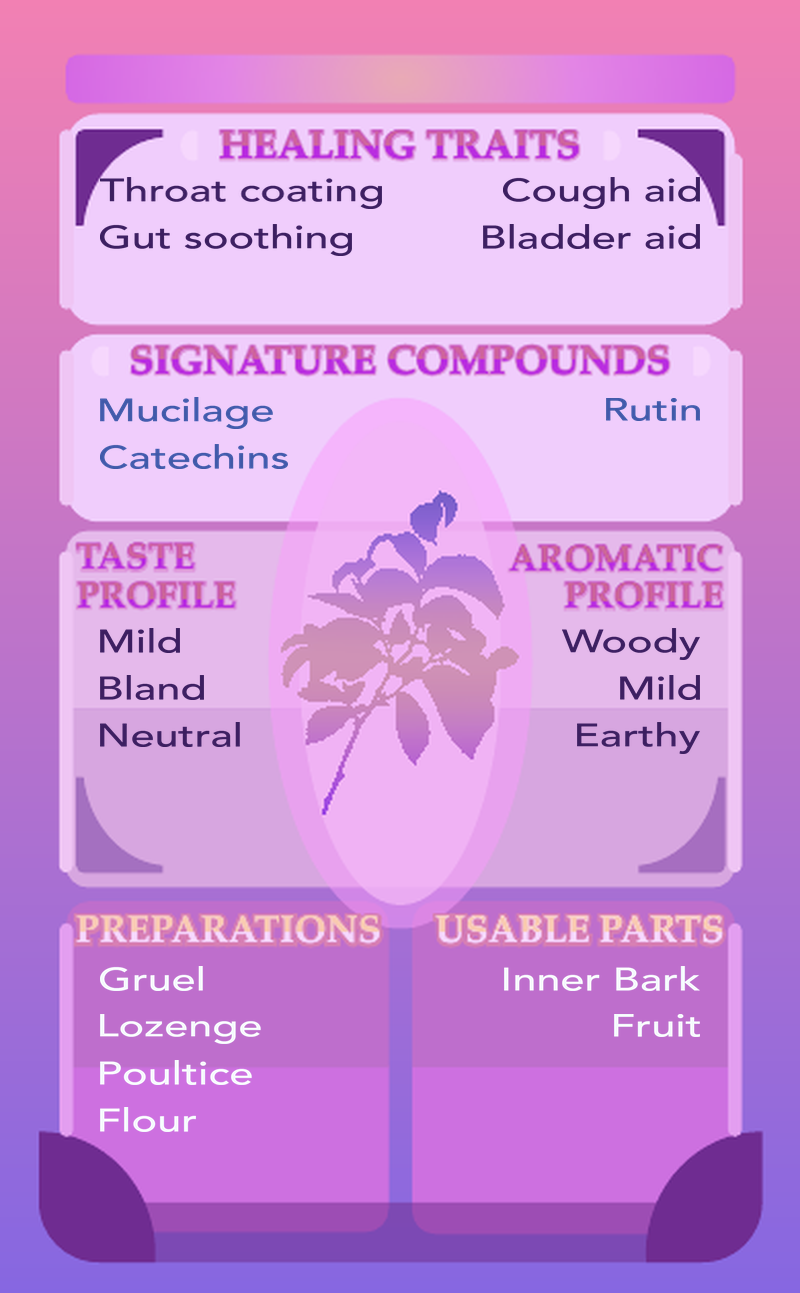 HEALING TRAITS
Throat coating
Cough aid
Gut soothing
Bladder aid
SIGNATURE COMPOUNDS
Mucilage
Rutin
Catechins
TASTE
PROFILE
Mild
Bland
Neutral
AROMATIC
PROFILE
Woody
Mild
Earthy
PREPARATIONS
Gruel
Lozenge
Poultice
Flour
USABLE PARTS
Inner Bark
Fruit